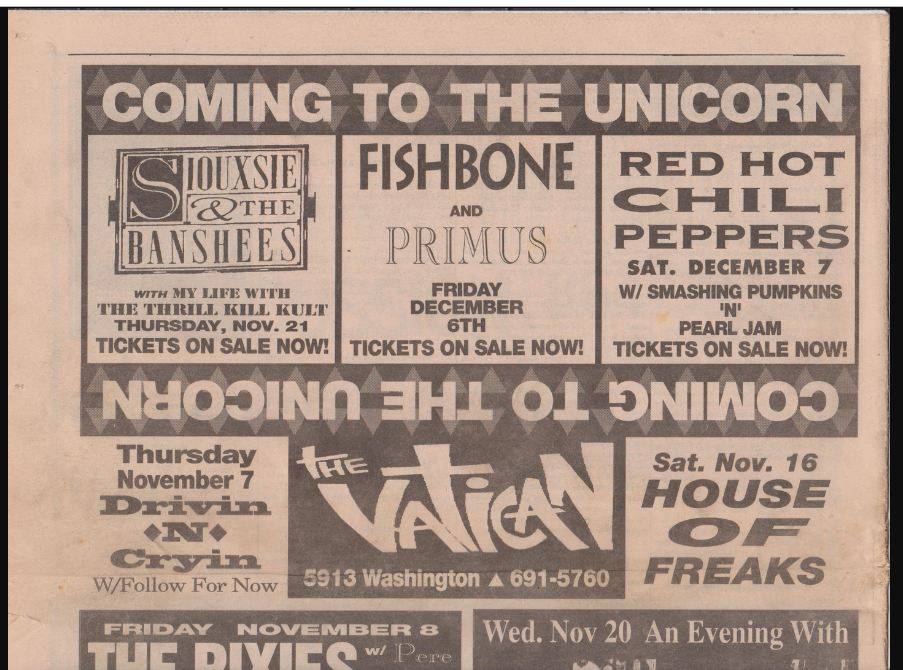 COMING TO THE UNICORN
SIOUXSIE
& THE
BANSHEES
WITH MY LIFE WITH
THE THRILL KILL KULT
THURSDAY, NOV. 21
TICKETS ON SALE NOW!
FISHBONE
AND
PRIMUS
FRIDAY
DECEMBER
6TH
TICKETS ON SALE NOW!
RED HOT
CHILI
PEPPERS
SAT. DECEMBER 7
W/ SMASHING PUMPKINS
'N'
PEARL JAM
TICKETS ON SALE NOW!
COMING TO THE UNICORN
Thursday
November 7
Drivin
◆N◆
Cryin
W/Follow For Now
THE
VATICAN
5913 Washington ▲ 691-5760
Sat. Nov. 16
HOUSE
OF
FREAKS
FRIDAY NOVEMBER 8
THE PIXIES w/ Pere
Wed. Nov 20 An Evening With